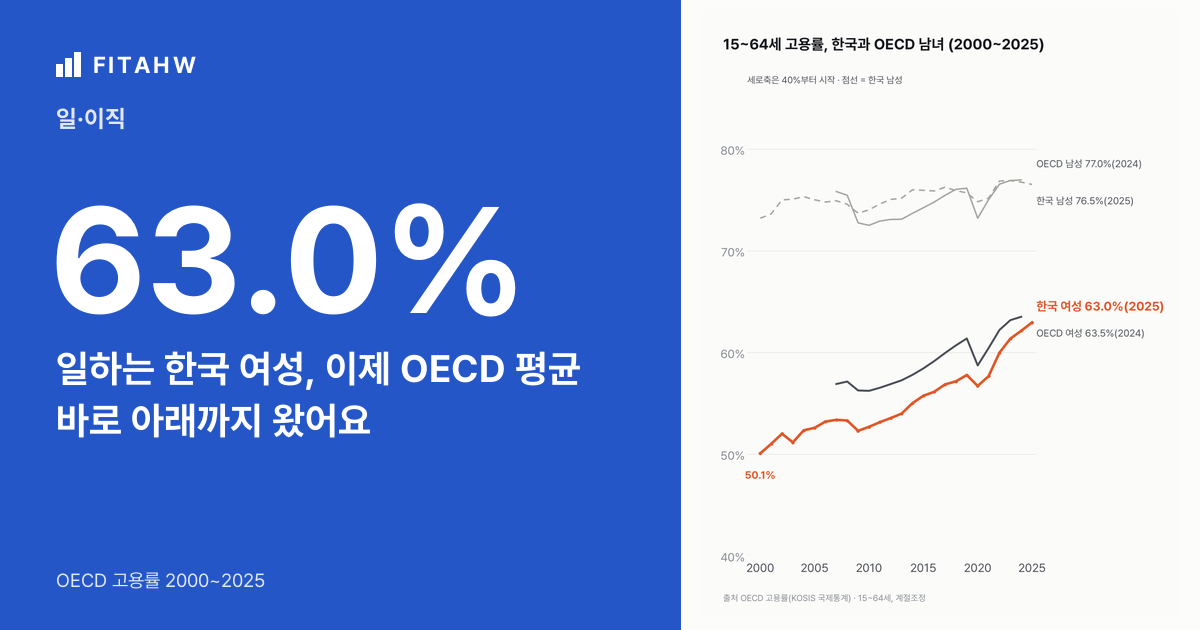 FITAHW
일·이직
63.0%
일하는 한국 여성, 이제 OECD 평균
바로 아래까지 왔어요
OECD 고용률 2000~2025
15~64세 고용률, 한국과 OECD 남녀 (2000~2025)
세로축은 40%부터 시작 · 점선 = 한국 남성
80%
OECD 남성 77.0%(2024)
한국 남성 76.5%(2025)
70%
한국 여성 63.0%(2025)
OECD 여성 63.5%(2024)
60%
50%
50.1%
40%
2000 2005 2010 2015 2020 2025
출처 OECD 고용률(KOSIS 국제통계) · 15~64세, 계절조정